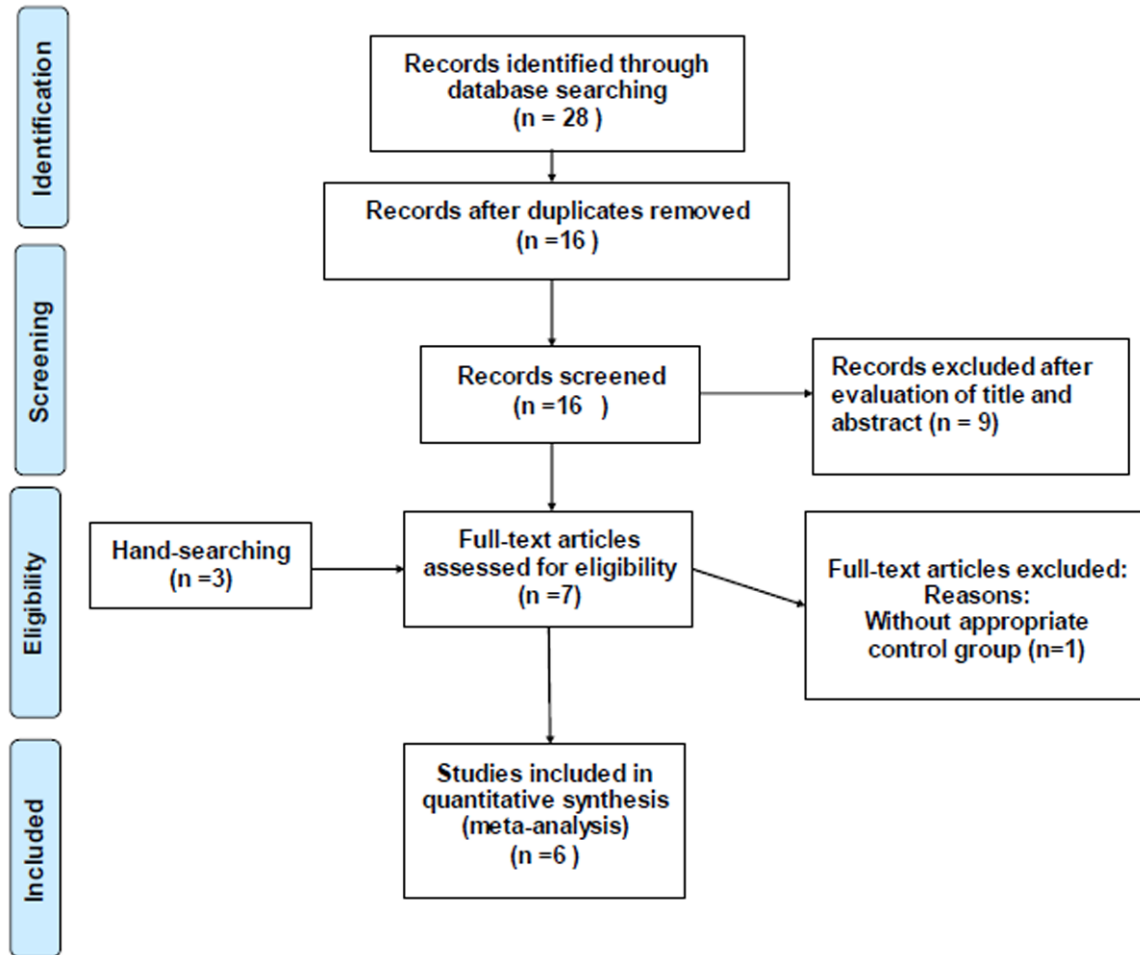 Identification
Records identified through
database searching
(n = 28 )
Records after duplicates removed
(n =16 )
Screening
Records screened
(n =16   )
Records excluded after
evaluation of title and
abstract (n = 9)
Eligibility
Hand-searching
(n =3)
Full-text articles
assessed for eligibility
(n =7)
Full-text articles excluded:
Reasons:
Without appropriate
control group (n=1)
Included
Studies included in
quantitative synthesis
(meta-analysis)
(n =6 )